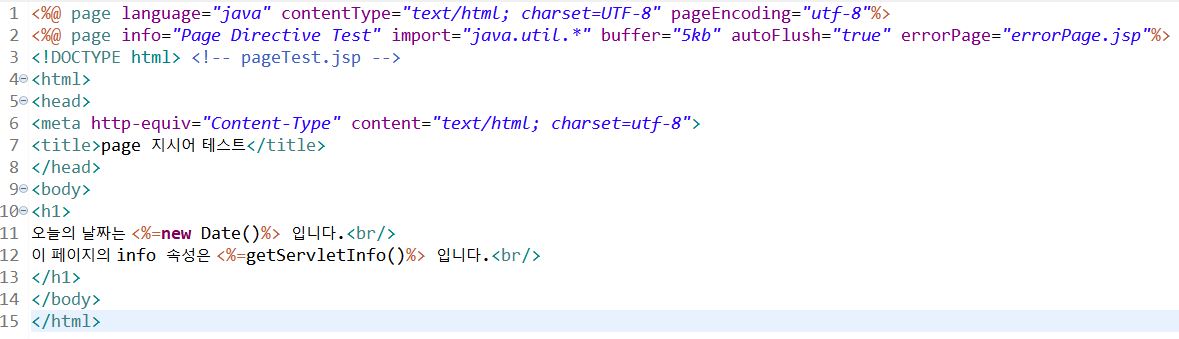 1 <%@ page language="java" contentType="text/html; charset=UTF-8" pageEncoding="utf-8"%>
2 <%@ page info="Page Directive Test" import="java.util.*" buffer="5kb" autoFlush="true" errorPage="errorPage.jsp"%>
3 <!DOCTYPE html> <!-- pageTest.jsp -->
4 <html>
5 <head>
6 <meta http-equiv="Content-Type" content="text/html; charset=utf-8">
7 <title>page 지시어 테스트</title>
8 </head>
9 <body>
10 <h1>
11 오늘의 날짜는 <%=new Date()%> 입니다.<br/>
12 이 페이지의 info 속성은 <%=getServletInfo()%> 입니다.<br/>
13 </h1>
14 </body>
15 </html>